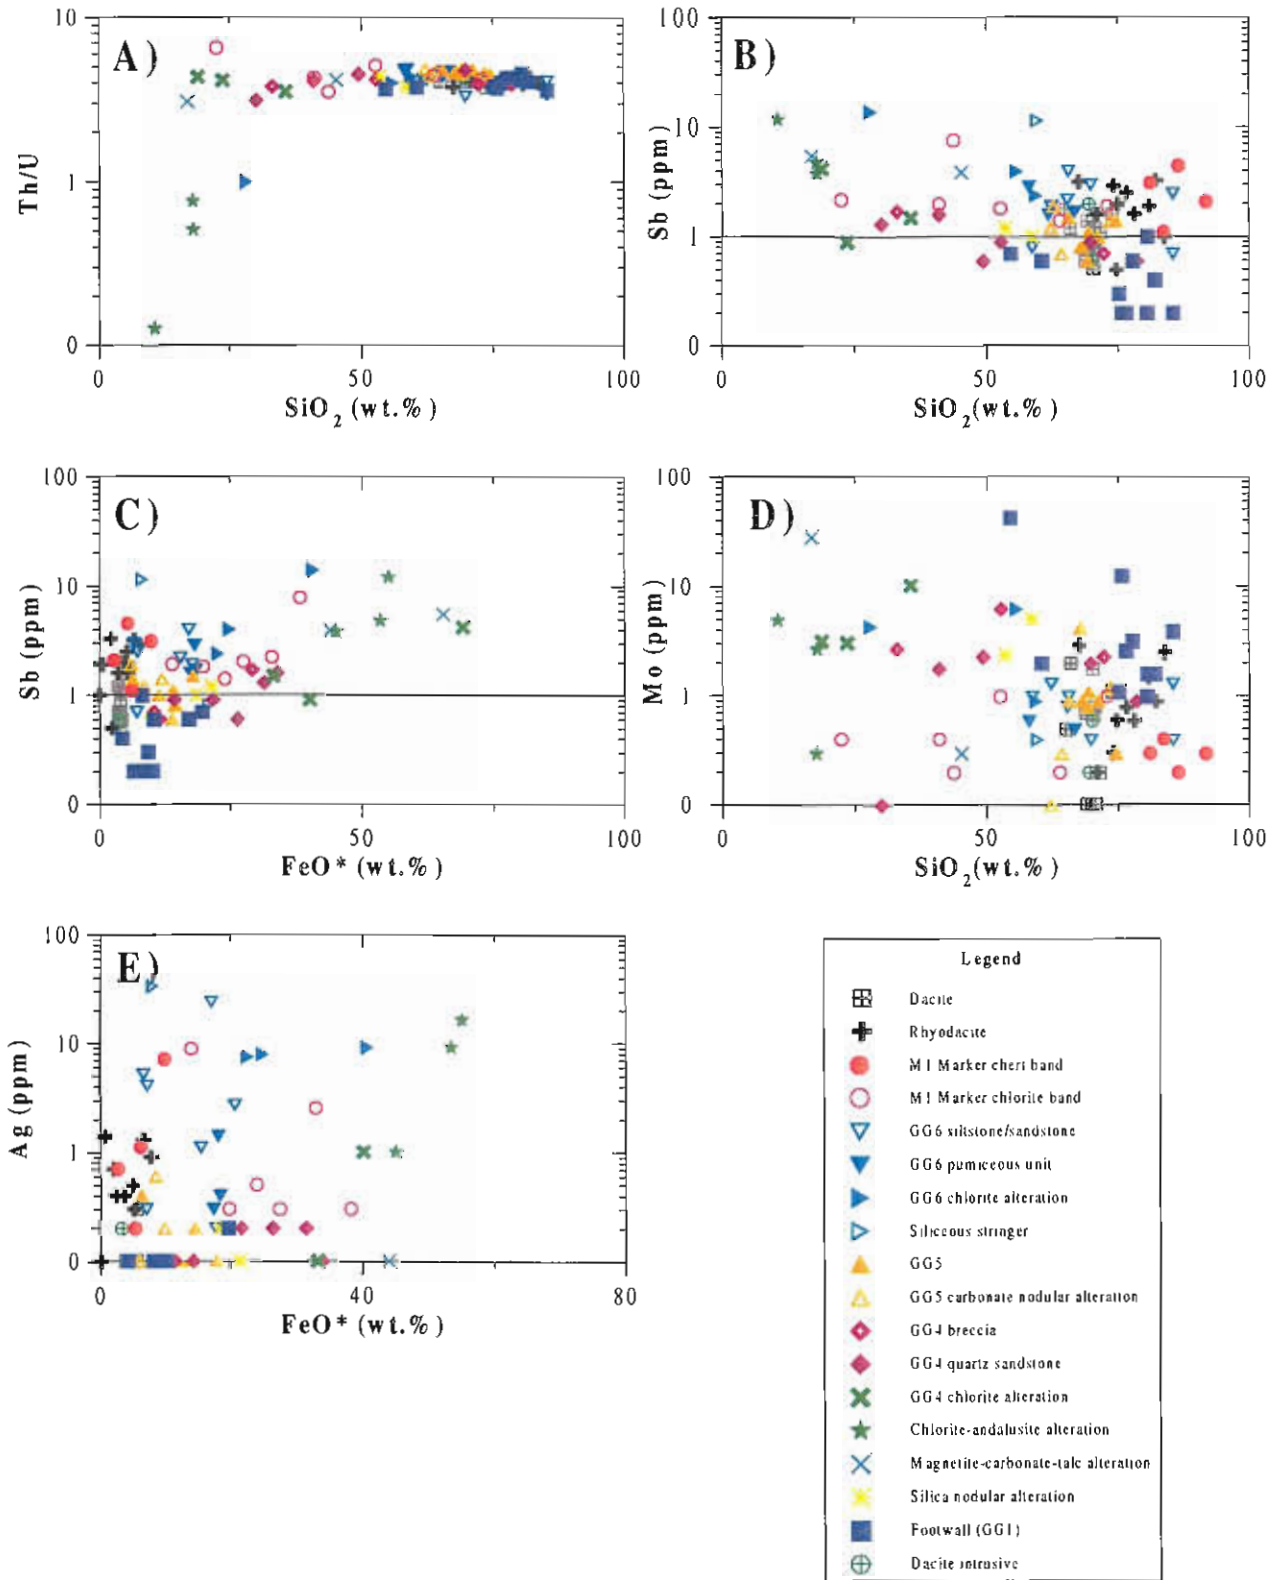 A)
10
1
0
Th/U
0 50 100
SiO2 (wt.%)
B)
100
10
1
0
Sb (ppm)
0 50 100
SiO2(wt.%)
C)
100
10
1
0
Sb (ppm)
0 50 100
FeO* (wt.%)
D)
100
10
1
0
Mo (ppm)
0 50 100
SiO2(wt.%)
E)
100
10
1
0
Ag (ppm)
0 40 80
FeO* (wt.%)
Legend
Dacite
Rhyodacite
M1 Marker chert band
M1 Marker chlorite band
GG6 siltstone/sandstone
GG6 pumiceous unit
GG6 chlorite alteration
Siliceous stringer
GG5
GG5 carbonate nodular alteration
GG4 breccia
GG4 quartz sandstone
GG4 chlorite alteration
Chlorite-andalusite alteration
Magnetite-carbonate-talc alteration
Silica nodular alteration
Footwall (GG1)
Dacite intrusive